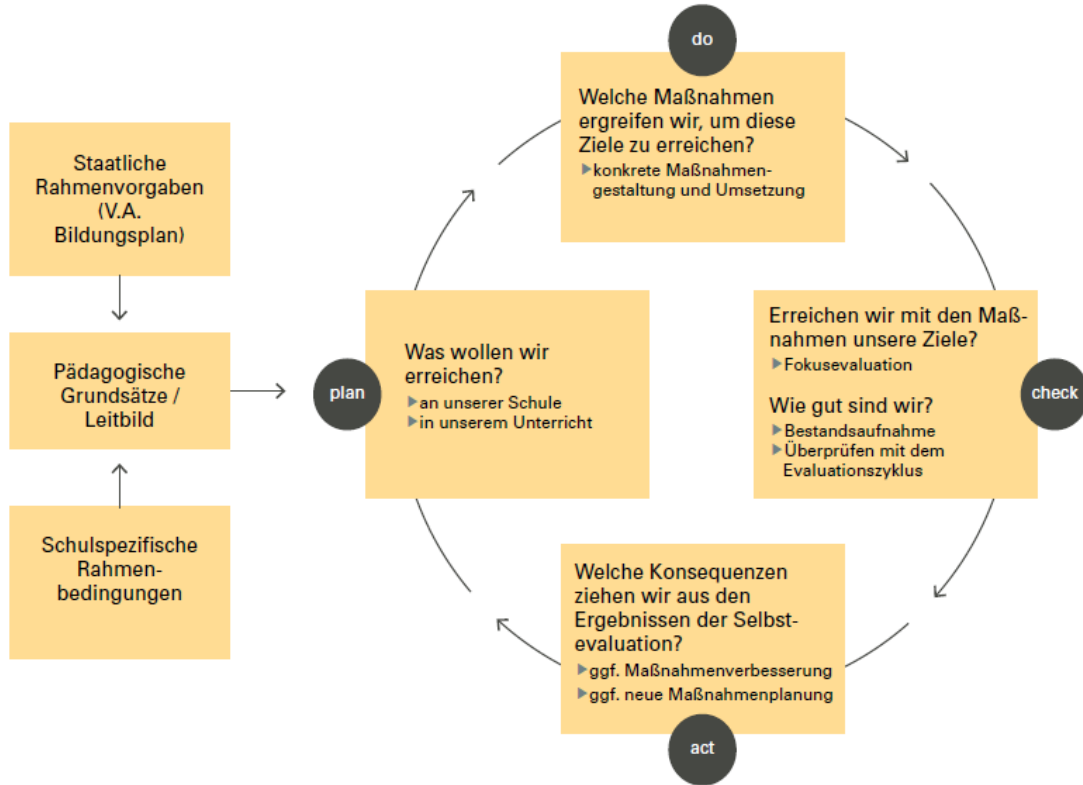 Staatliche
Rahmenvorgaben
(V.A.
Bildungsplan)
Pädagogische
Grundsätze /
Leitbild
Schulspezifische
Rahmen-
bedingungen
plan
Was wollen wir
erreichen?
▶an unserer Schule
▶in unserem Unterricht
do
Welche Maßnahmen
ergreifen wir, um diese
Ziele zu erreichen?
▶konkrete Maßnahmen-
gestaltung und Umsetzung
check
Erreichen wir mit den Maß-
nahmen unsere Ziele?
▶Fokusevaluation
Wie gut sind wir?
▶Bestandsaufnahme
▶Überprüfen mit dem
Evaluationszyklus
Welche Konsequenzen
ziehen wir aus den
Ergebnissen der Selbst-
evaluation?
▶ggf. Maßnahmenverbesserung
▶ggf. neue Maßnahmenplanung
act